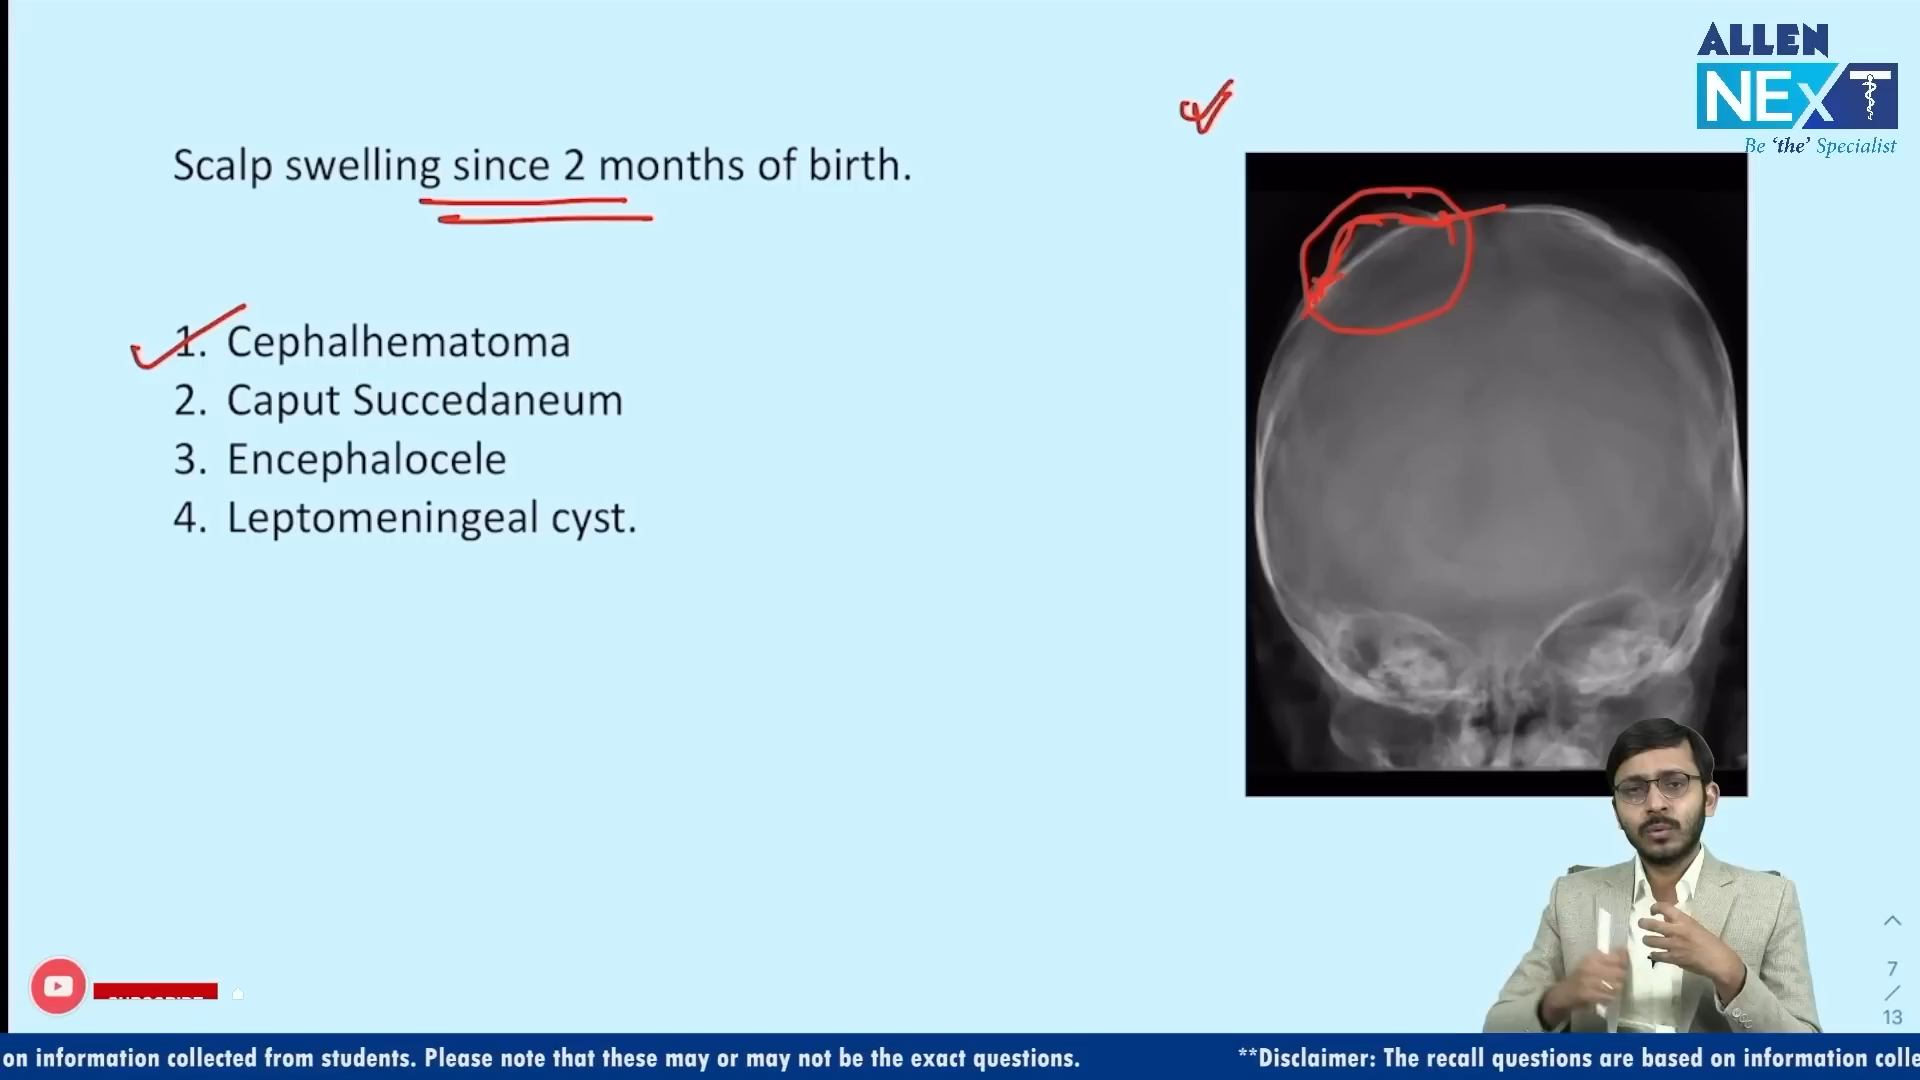 ALLEN
NExT
Be 'the' Specialist
Scalp swelling since 2 months of birth.
1. Cephalhematoma
2. Caput Succedaneum
3. Encephalocele
4. Leptomeningeal cyst.
7
/
13
SUBSCRIBE
on information collected from students. Please note that these may or may not be the exact questions. **Disclaimer: The recall questions are based on information colle